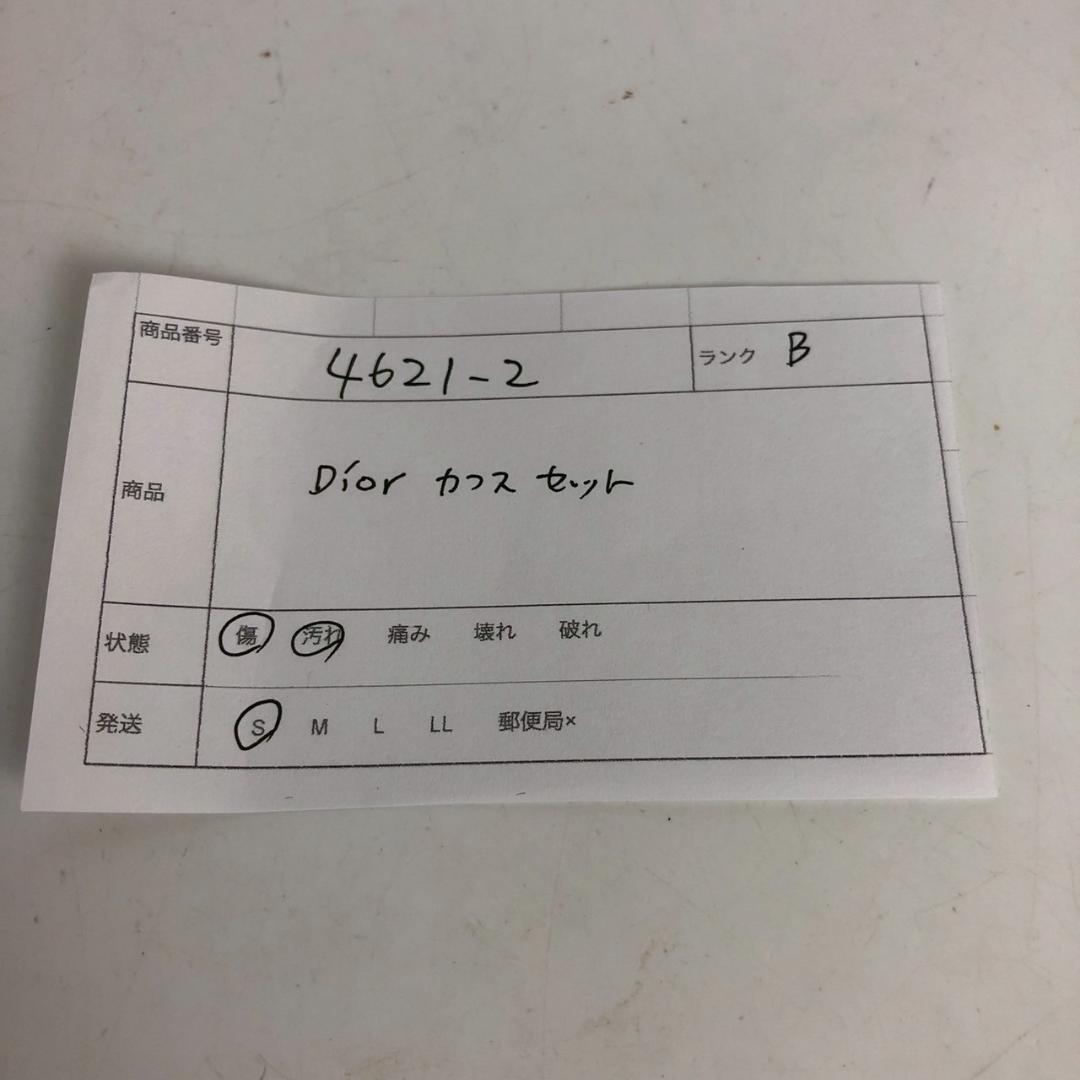 商品番号 4621-2 ランク B
商品 Dior カフス セット
状態 傷 汚れ 痛み 壊れ 破れ
発送 S M L LL 郵便局×